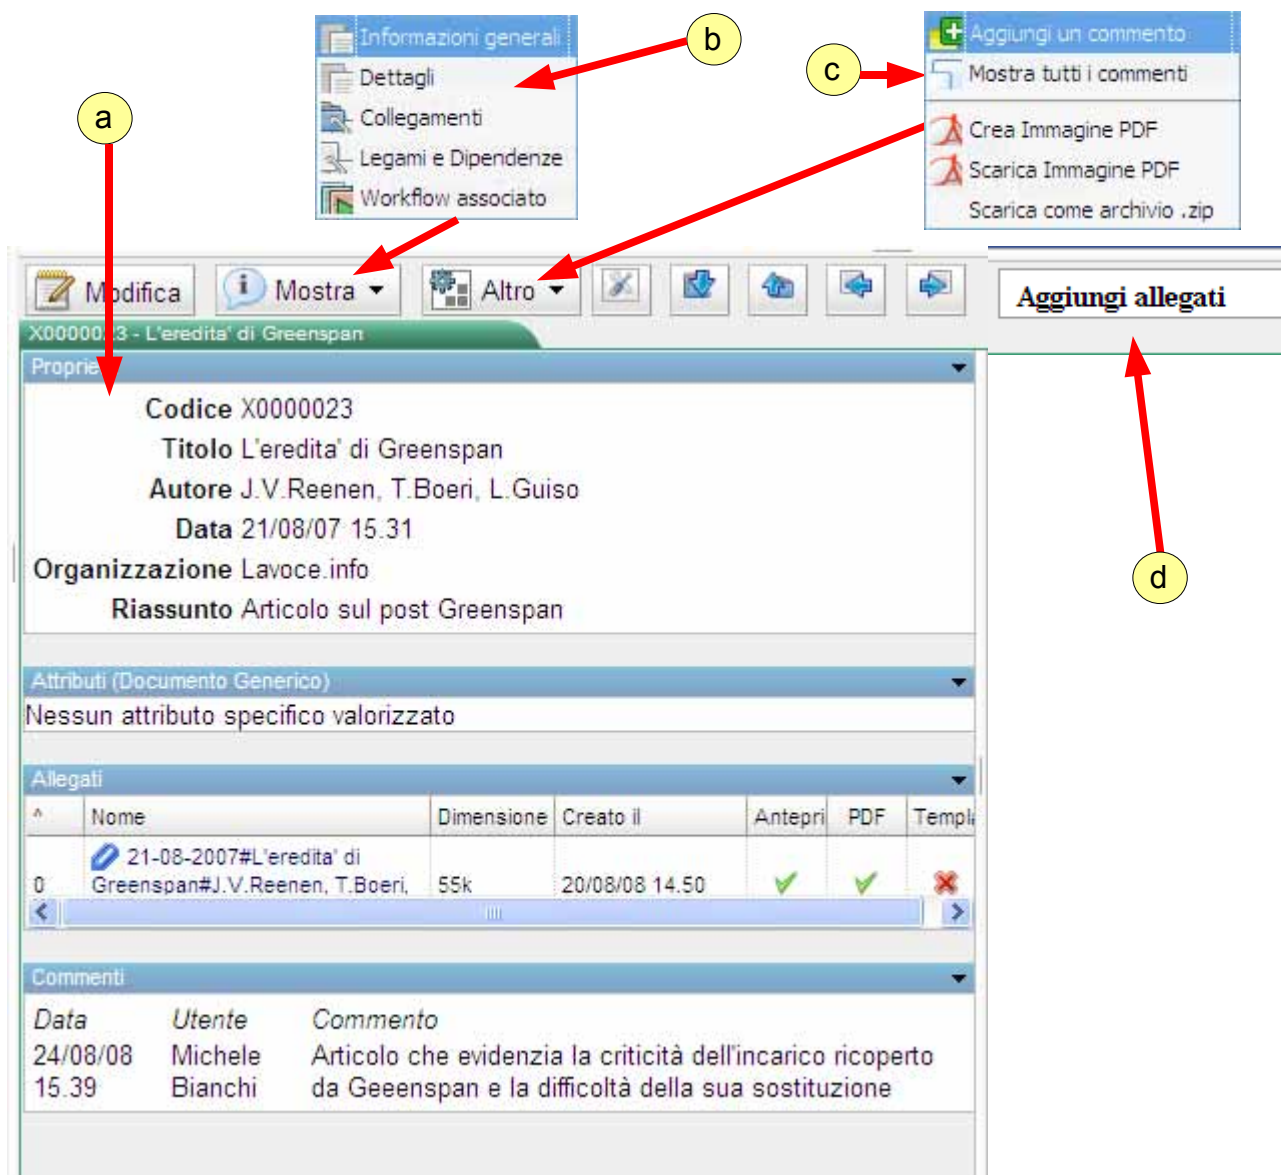 Informazioni generali
Dettagli
Collegamenti
Legami e Dipendenze
Workflow associato
b
c
Aggiungi un commento
Mostra tutti i commenti
Crea Immagine PDF
Scarica Immagine PDF
Scarica come archivio .zip
a
Modifica
Mostra
Altro
Aggiungi allegati
X0000023 - L'eredita' di Greenspan
Proprie
Codice X0000023
Titolo L'eredita' di Greenspan
Autore J.V.Reenen, T.Boeri, L.Guiso
Data 21/08/07 15.31
Organizzazione Lavoce.info
Riassunto Articolo sul post Greenspan
d
Attributi (Documento Generico)
Nessun attributo specifico valorizzato
Allegati
^ Nome Dimensione Creato il Antepri PDF Templa
21-08-2007#L'eredita' di
0 Greenspan#J.V.Reenen, T.Boeri, 55k 20/08/08 14.50
Commenti
Data Utente Commento
24/08/08 Michele Articolo che evidenzia la criticità dell'incarico ricoperto
15.39 Bianchi da Geeenspan e la difficoltà della sua sostituzione